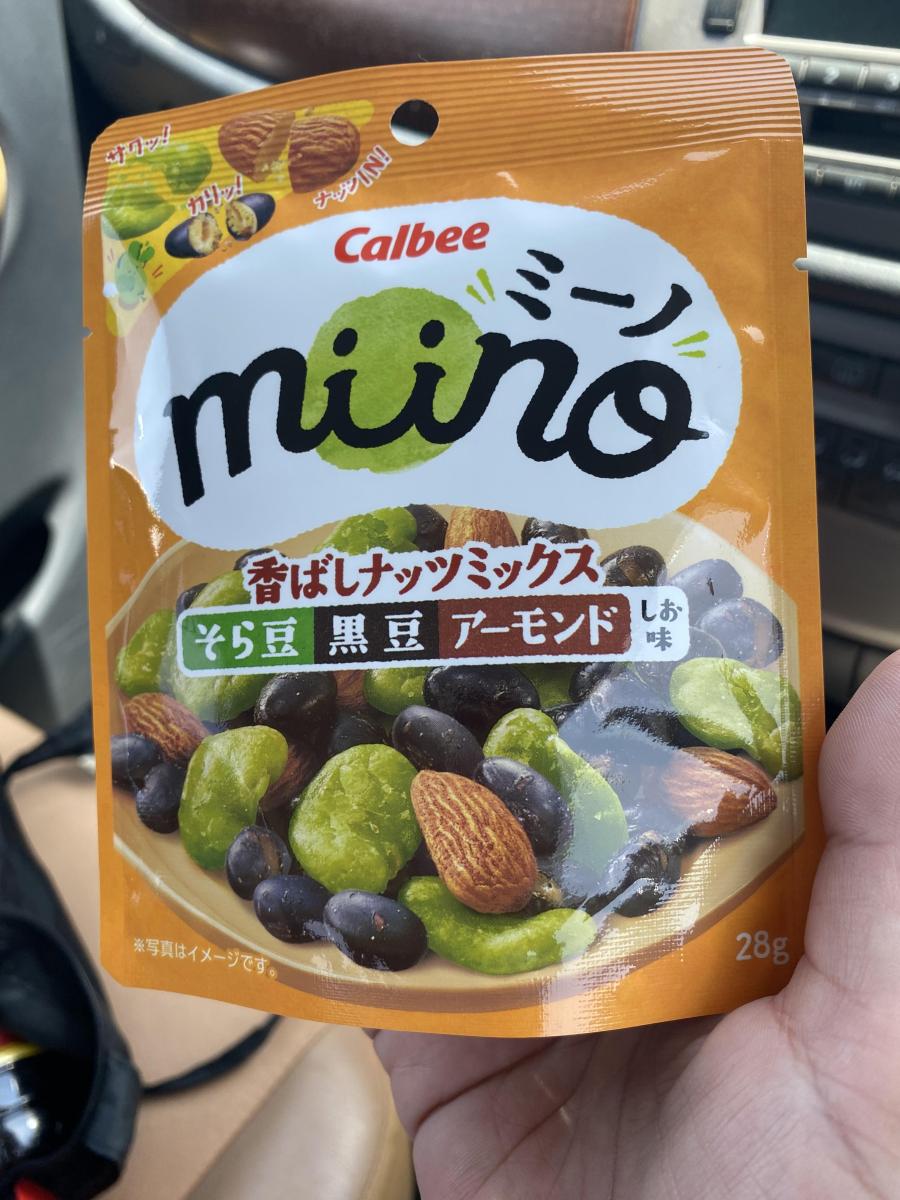 サクッ!
カリッ!
ナッツIN!
Calbee
ミーノ
miino
香ばしナッツミックス
そら豆 黒豆 アーモンド しお味
※写真はイメージです。
28g